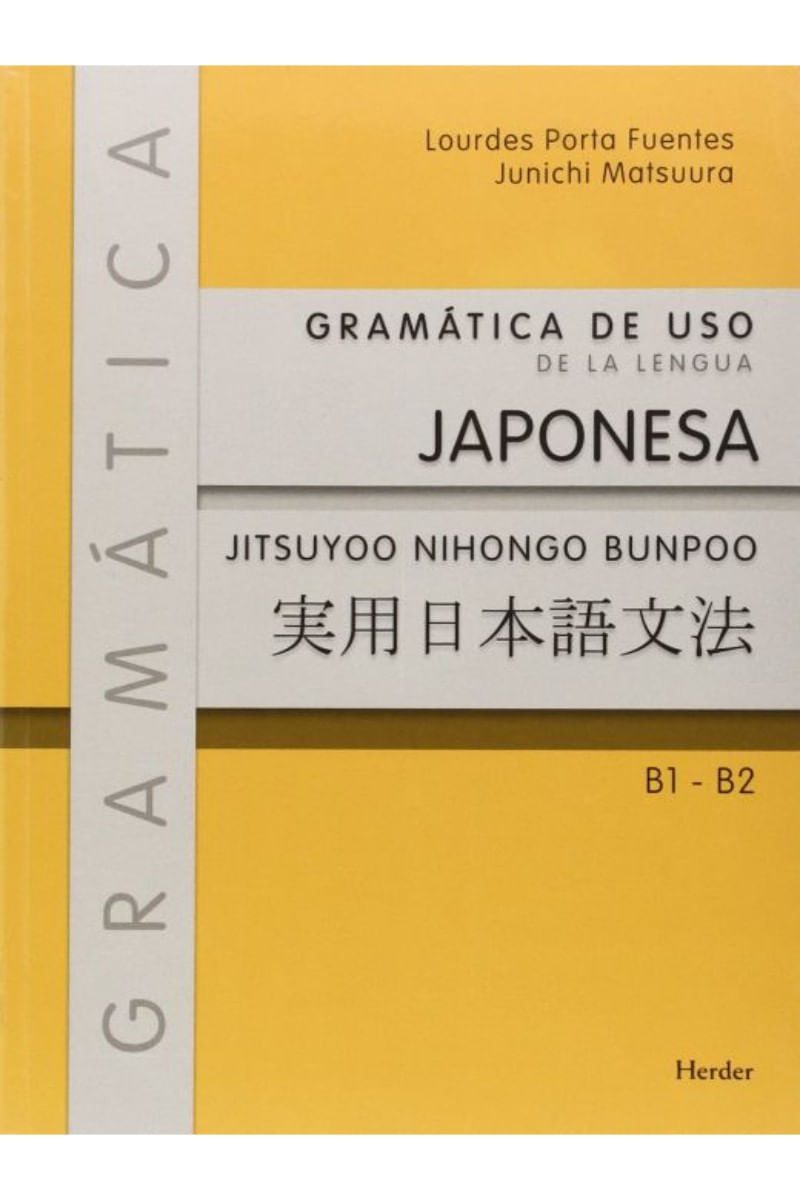 GRAMÁTICA
Lourdes Porta Fuentes
Junichi Matsuura
GRAMÁTICA DE USO
DE LA LENGUA
JAPONESA
JITSUYOO NIHONGO BUNPOO
実用日本語文法
B1 - B2
Herder